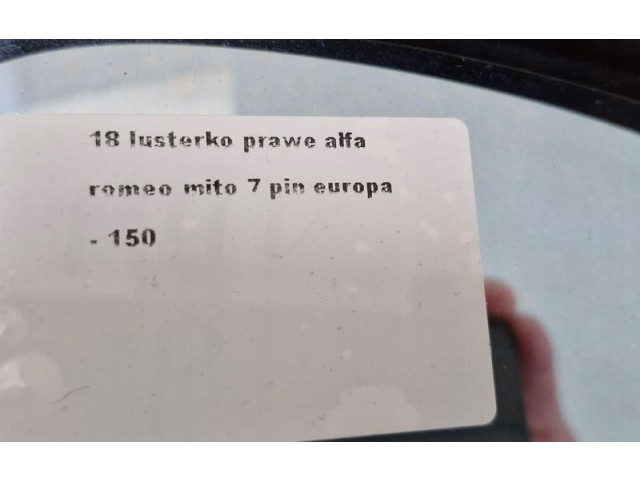 18 lusterko prawe alfa
romeo mito 7 pin europa
- 150